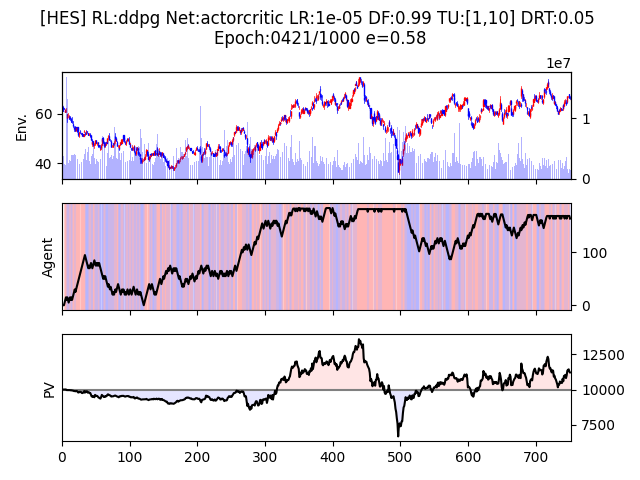 [HES] RL:ddpg Net:actorcritic LR:1e-05 DF:0.99 TU:[1,10] DRT:0.05
Epoch:0421/1000 e=0.58
1e7
Env.
60
40
1
0
Agent
100
0
PV
12500
10000
7500
0 100 200 300 400 500 600 700